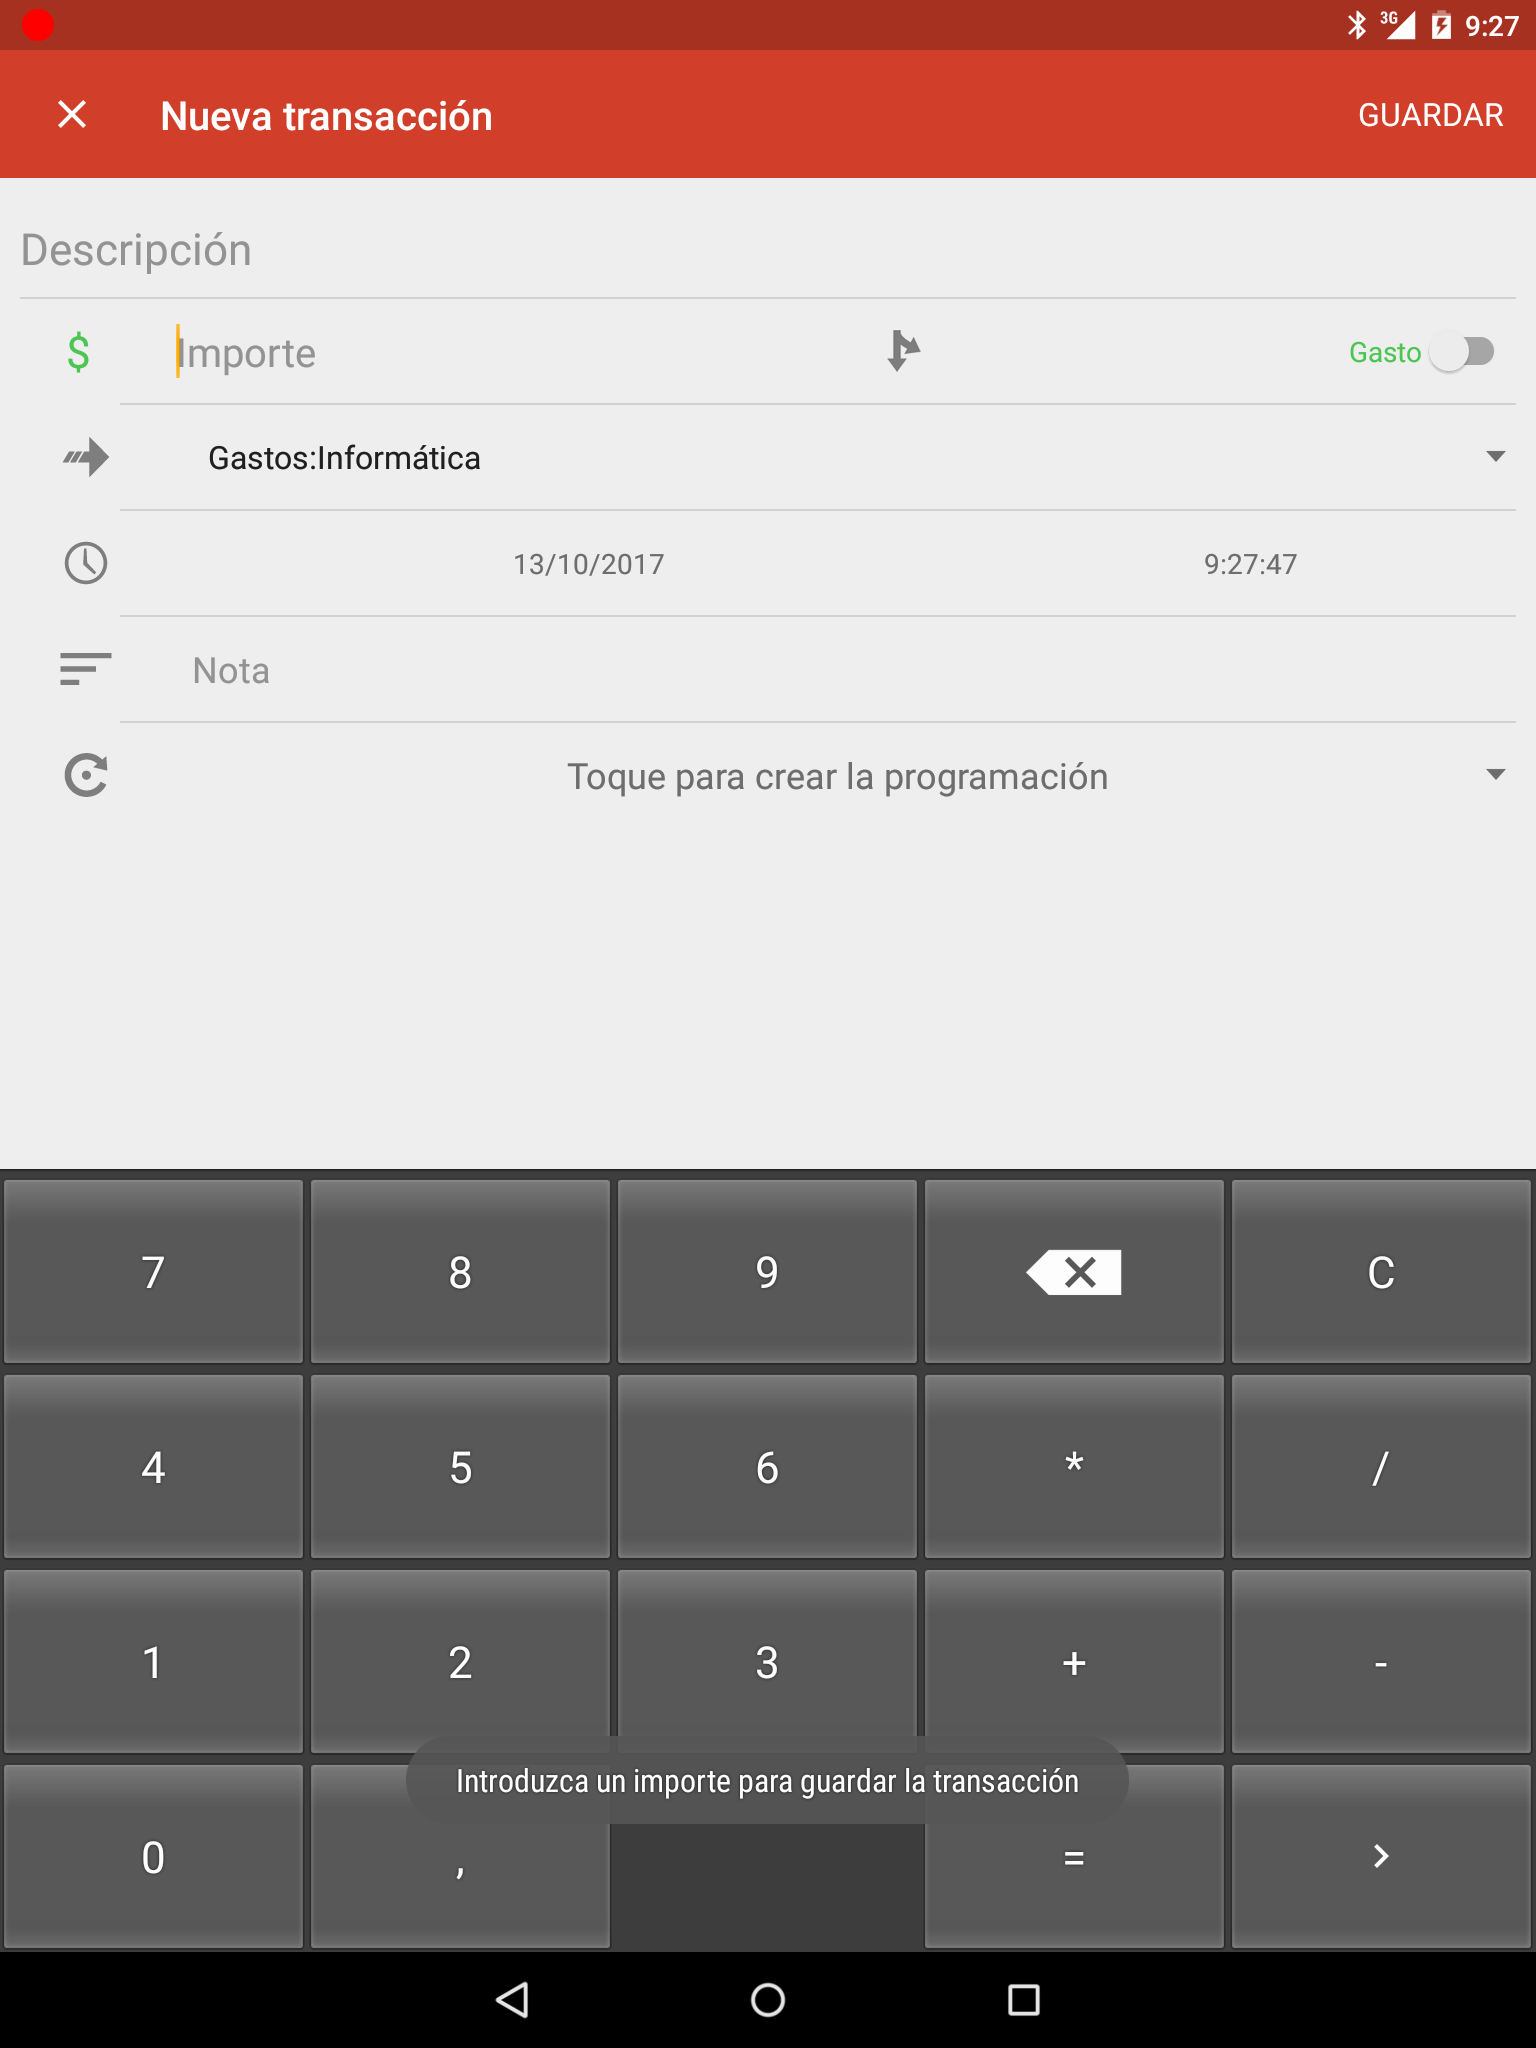 3G 9:27
Nueva transacción GUARDAR
Descripción
$ Importe Gasto
Gastos:Informática
13/10/2017 9:27:47
Nota
Toque para crear la programación
7 8 9 C
4 5 6 * /
1 2 3 + -
Introduzca un importe para guardar la transacción
0 , =